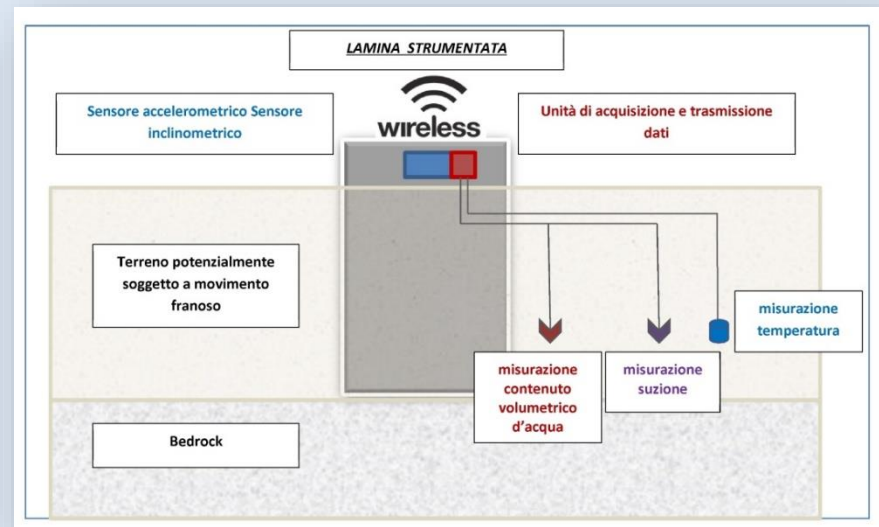 LAMINA STRUMENTATA
Sensore accelerometrico Sensore
inclinometrico
wireless
Unità di acquisizione e trasmissione
dati
Terreno potenzialmente
soggetto a movimento
franoso
misurazione
temperatura
misurazione
contenuto
volumetrico
d'acqua
misurazione
suzione
Bedrock